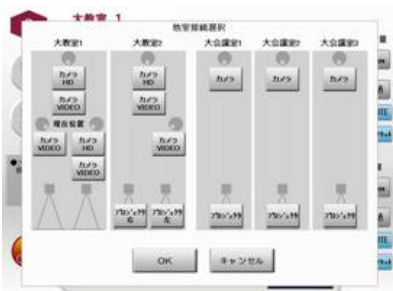 大教室 1
他室接続選択
大教室1
大教室2
大会議室1
大会議室2
大会議室3
カメラ
HD
カメラ
HD
カメラ
カメラ
カメラ
カメラ
VIDEO
カメラ
VIDEO
現在位置
カメラ
VIDEO
カメラ
HD
カメラ
VIDEO
カメラ
VIDEO
プロジェクタ
右
プロジェクタ
左
プロジェクタ
プロジェクタ
プロジェクタ
OK
キャンセル